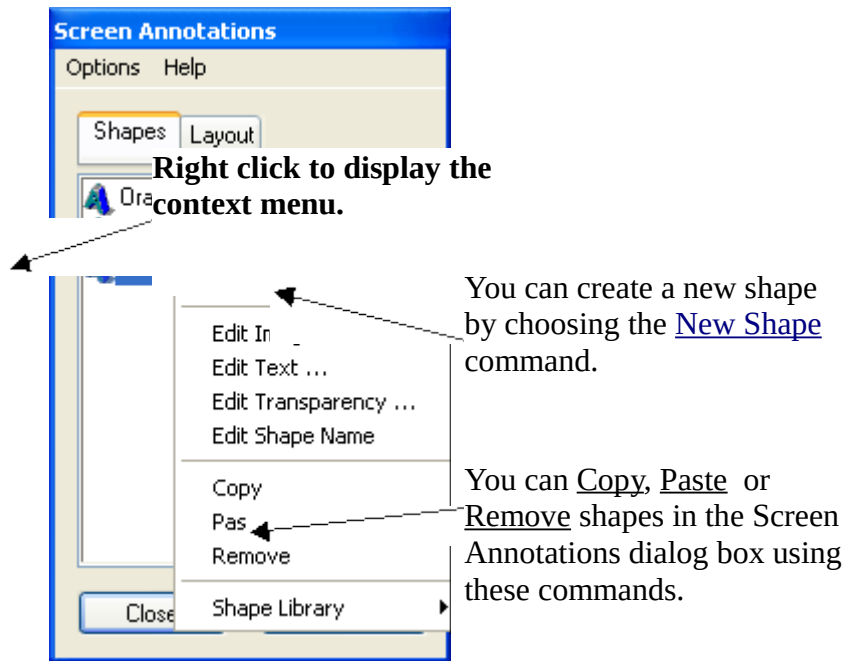 Screen Annotations
Options Help
Shapes Layout
Right click to display the
context menu.
You can create a new shape
by choosing the New Shape
command.
Edit Text ...
Edit Transparency ...
Edit Shape Name
Copy
Pas
Remove
You can Copy, Paste or
Remove shapes in the Screen
Annotations dialog box using
these commands.
Shape Library
Close